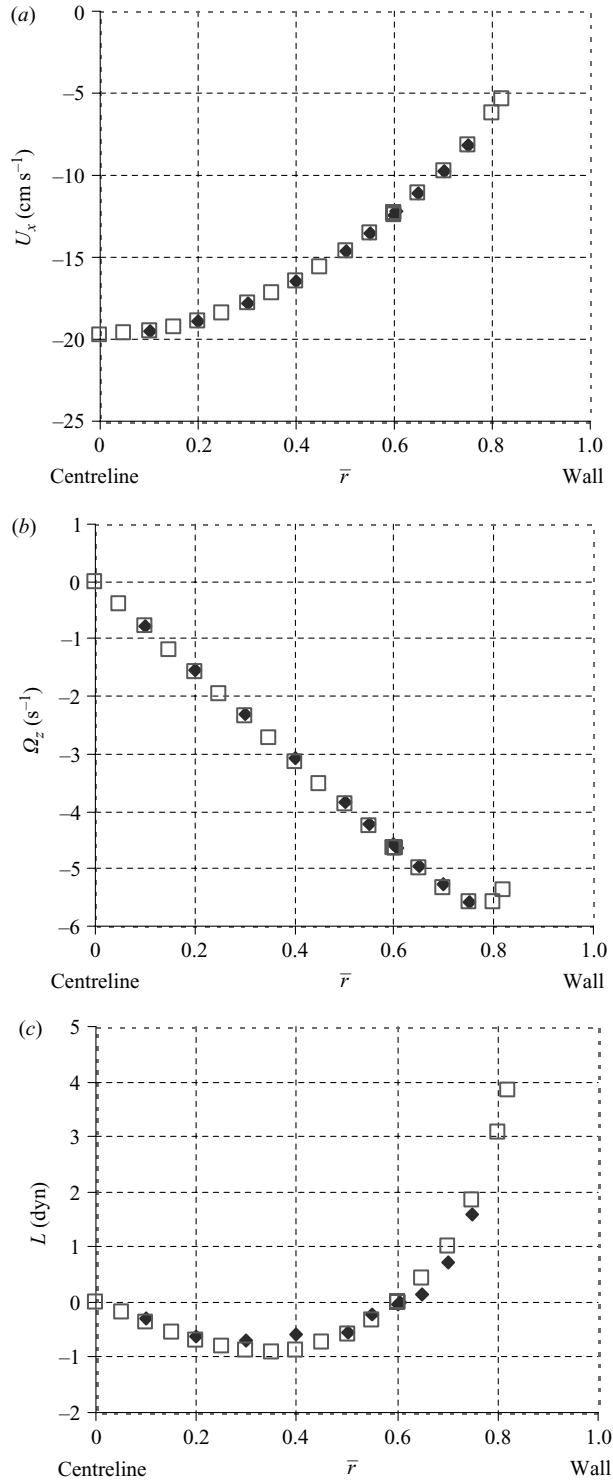 (a)
0
–5
–10
–15
–20
–25
U_x (cm s⁻¹)
0 0.2 0.4 0.6 0.8 1.0
Centreline r̅ Wall
(b)
1
0
–1
–2
–3
–4
–5
–6
Ω_z (s⁻¹)
0 0.2 0.4 0.6 0.8 1.0
Centreline r̅ Wall
(c)
5
4
3
2
1
0
–1
–2
L (dyn)
0 0.2 0.4 0.6 0.8 1.0
Centreline r̅ Wall